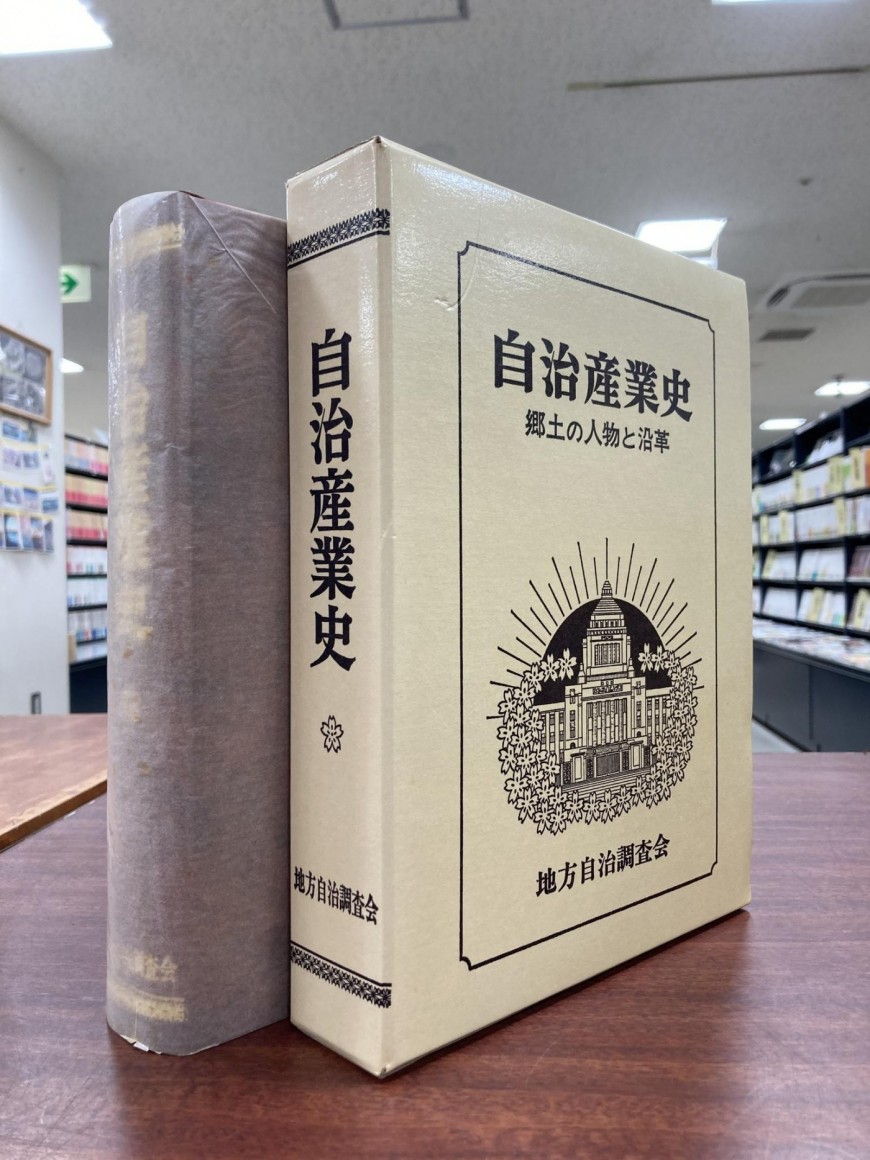 自治産業史
地方自治調査会
自治産業史
郷土の人物と沿革
地方自治調査会